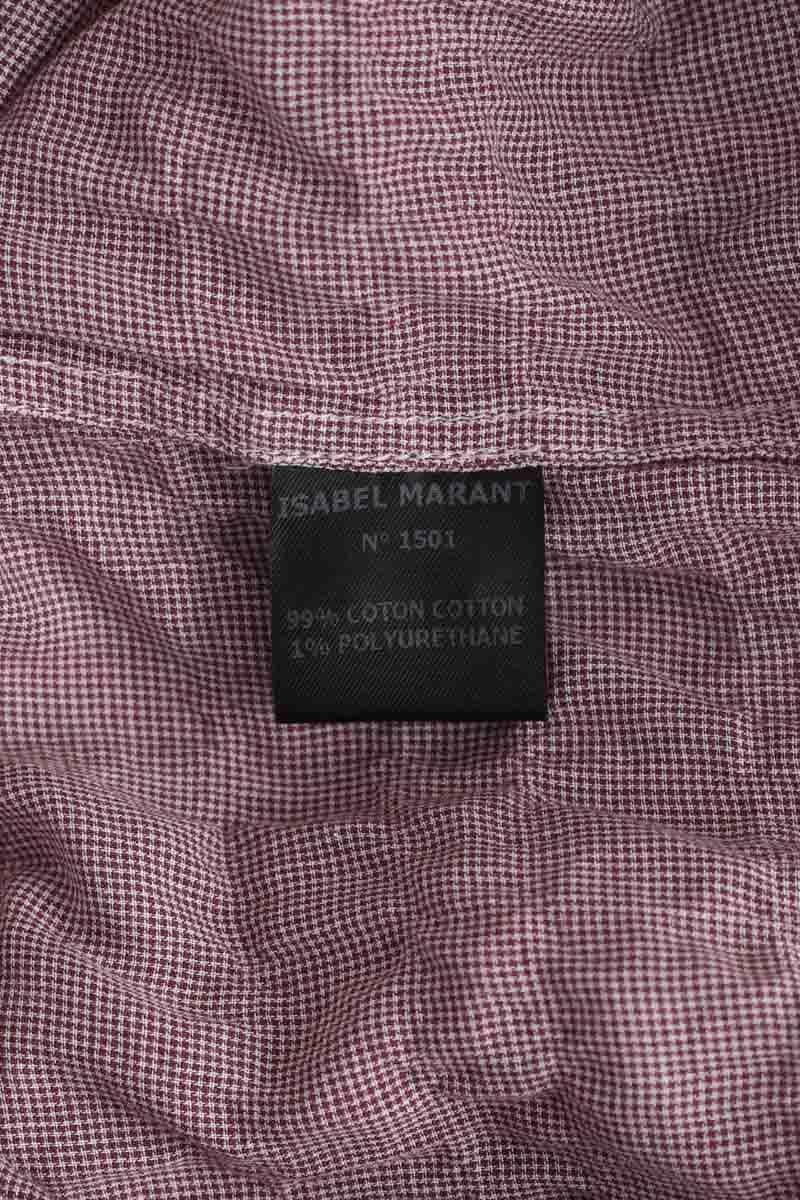 ISABEL MARANT
N° 1501
99% COTON COTTON
1% POLYURETHANE